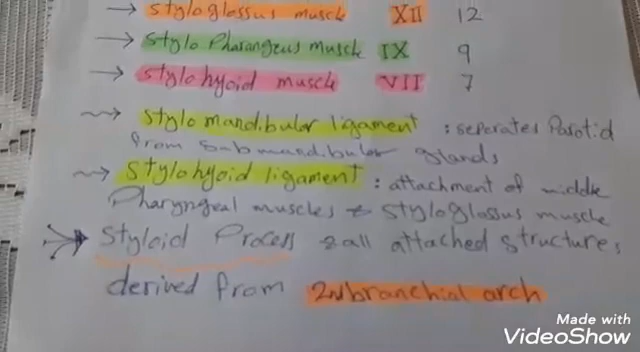 → styloglossus muscle XII 12
→ stylo Pharangeus muscle IX 9
→ stylohyoid muscle VII 7
stylomandibular ligament : seperates Parotid
from submandibular glands
stylohyoid ligament : attachment of middle
Pharyngeal muscles & styloglossus muscle
Styloid Process & all attached structures
derived from 2nd branchial arch
Made with
VideoShow